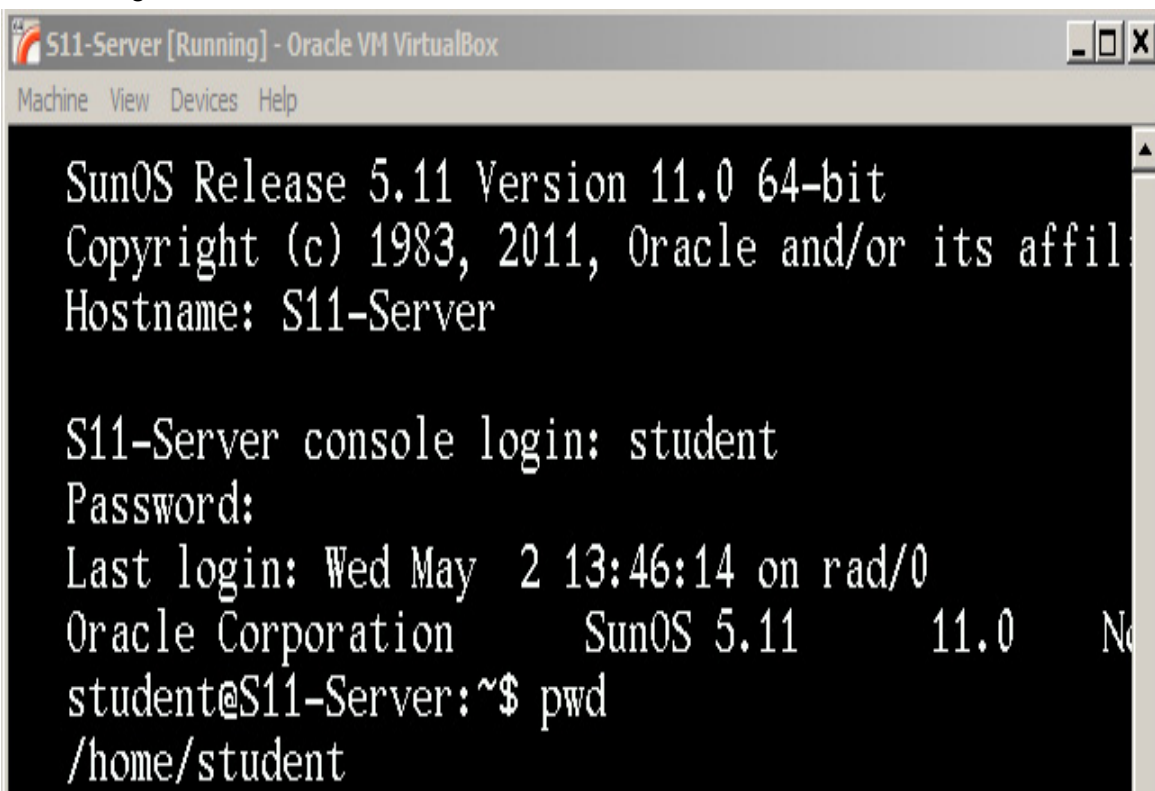 S11-Server [Running] - Oracle VM VirtualBox
Machine View Devices Help
SunOS Release 5.11 Version 11.0 64-bit
Copyright (c) 1983, 2011, Oracle and/or its
Hostname: S11-Server
S11-Server console login: student
Password:
Last login: Wed May  2 13:46:14 on rad/0
Oracle Corporation SunOS 5.11 11.0
student@S11-Server:~$ pwd
/home/student